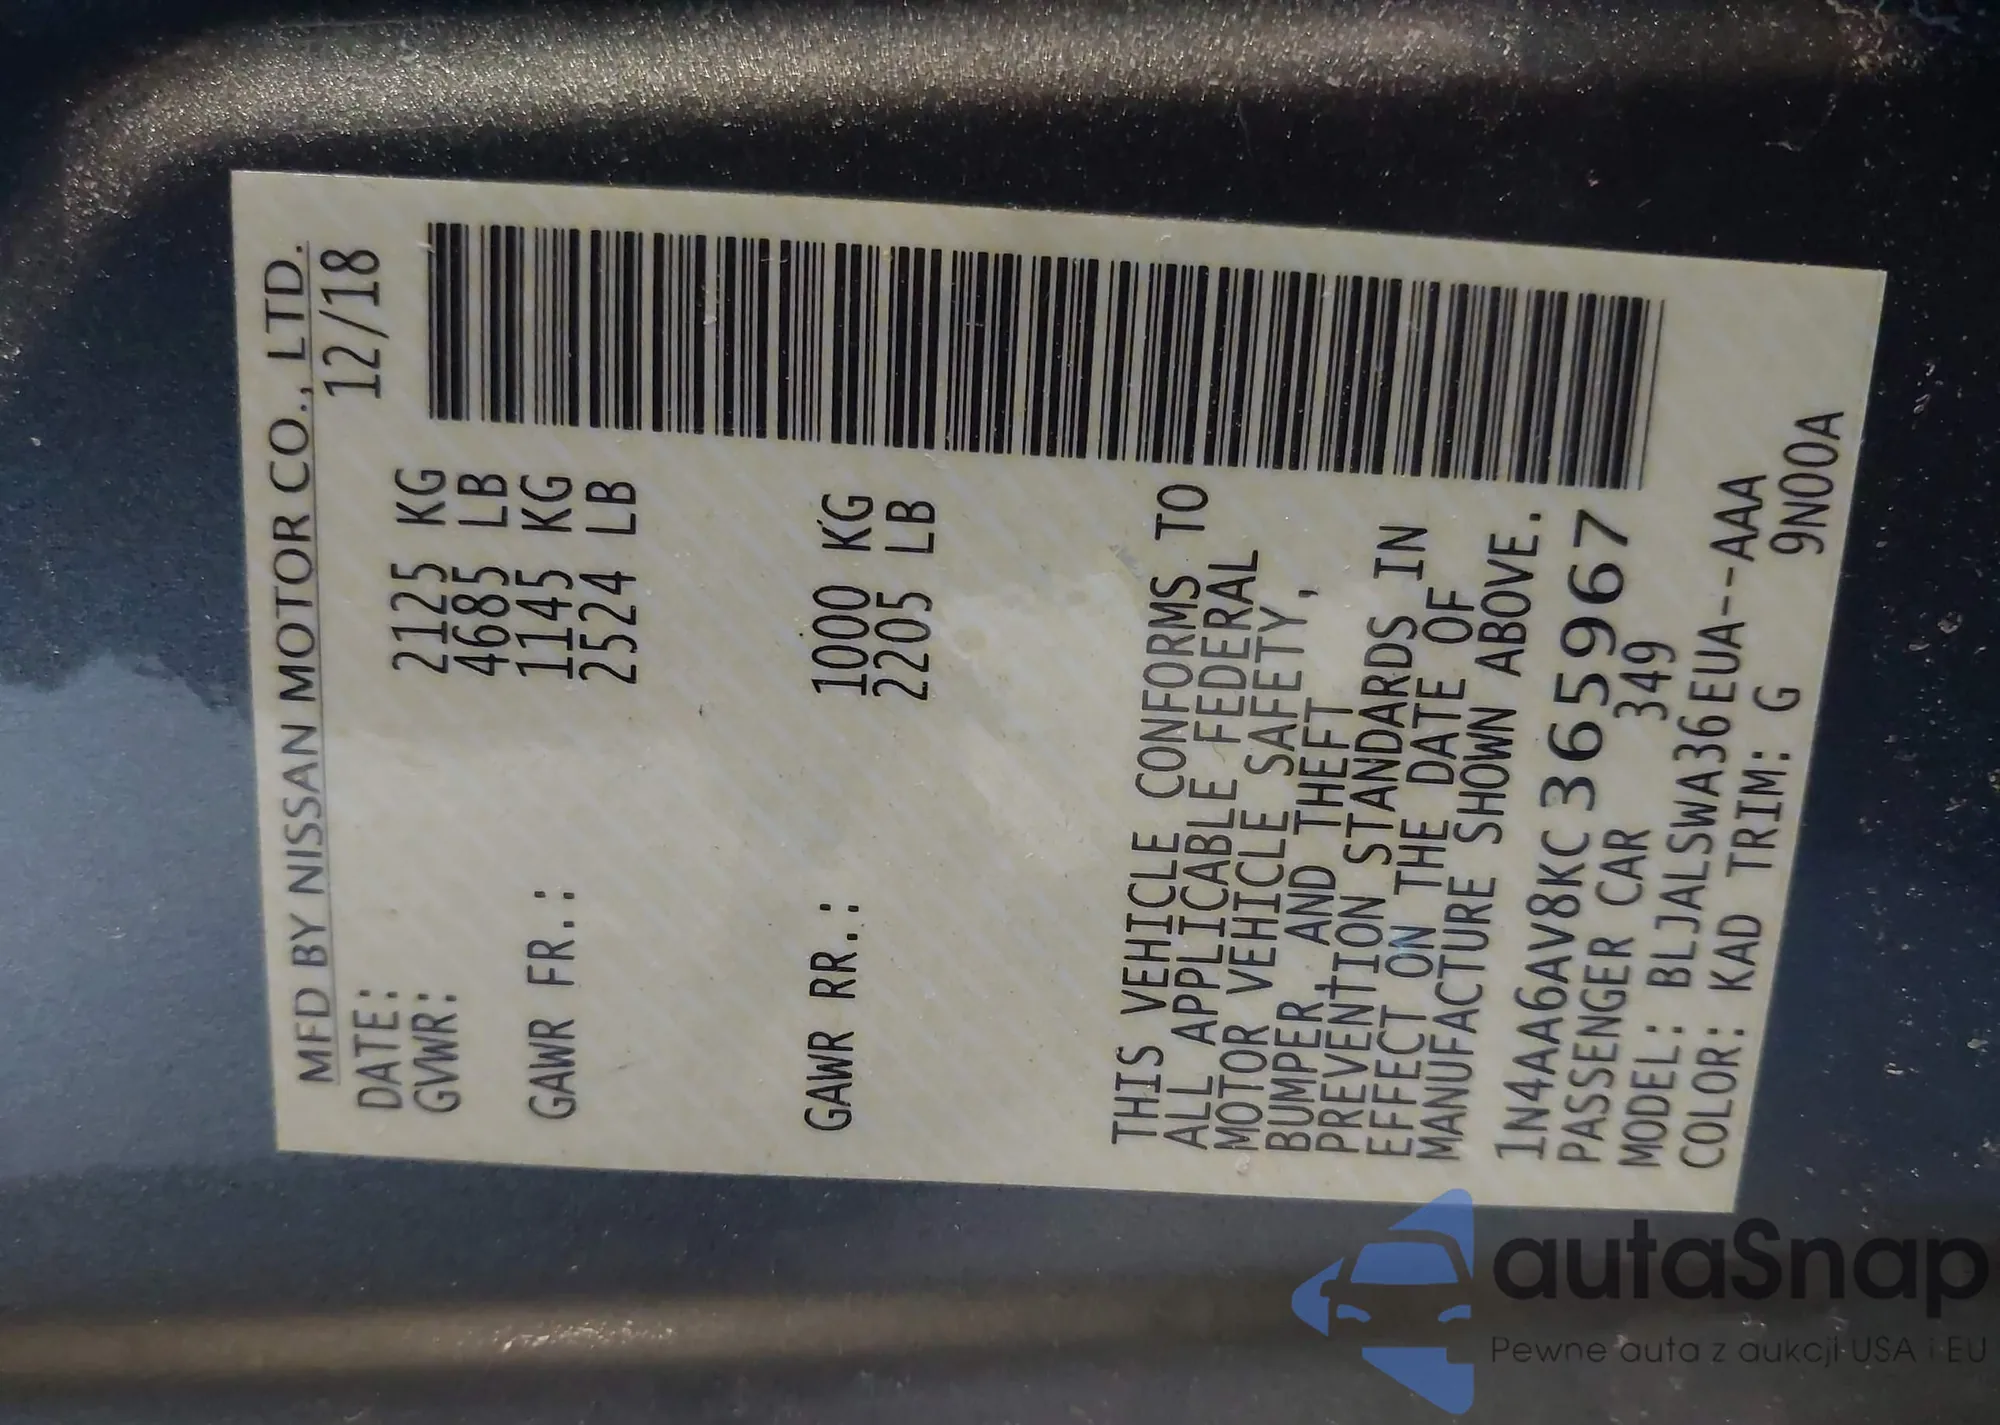 MFD BY NISSAN MOTOR CO., LTD.
DATE: 12/18
GVWR: 2125 KG
4685 LB
GAWR FR.: 1145 KG
2524 LB
GAWR RR.: 1000 KG
2205 LB
THIS VEHICLE CONFORMS TO
ALL APPLICABLE FEDERAL
MOTOR VEHICLE SAFETY,
BUMPER, AND THEFT
PREVENTION STANDARDS IN
EFFECT ON THE DATE OF
MANUFACTURE SHOWN ABOVE.
1N4AA6AV8KC365967
PASSENGER CAR 349
MODEL: BLJALSWA36EUA--AAA
COLOR: KAD TRIM: G 9N00A
autaSnap
Pewne auta z aukcji USA i EU